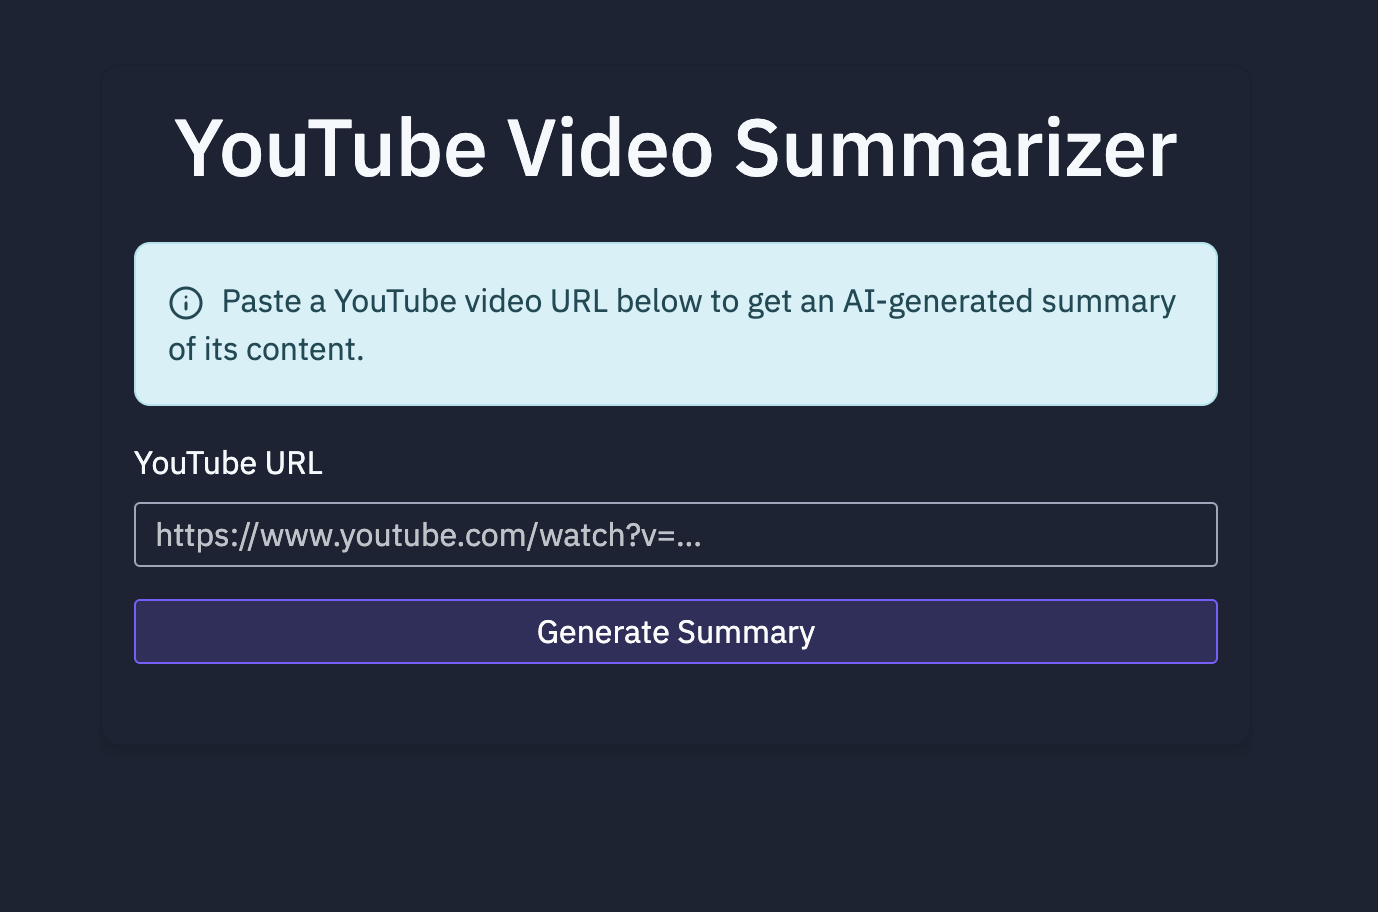 YouTube Video Summarizer
Paste a YouTube video URL below to get an AI-generated summary
of its content.
YouTube URL
https://www.youtube.com/watch?v=...
Generate Summary